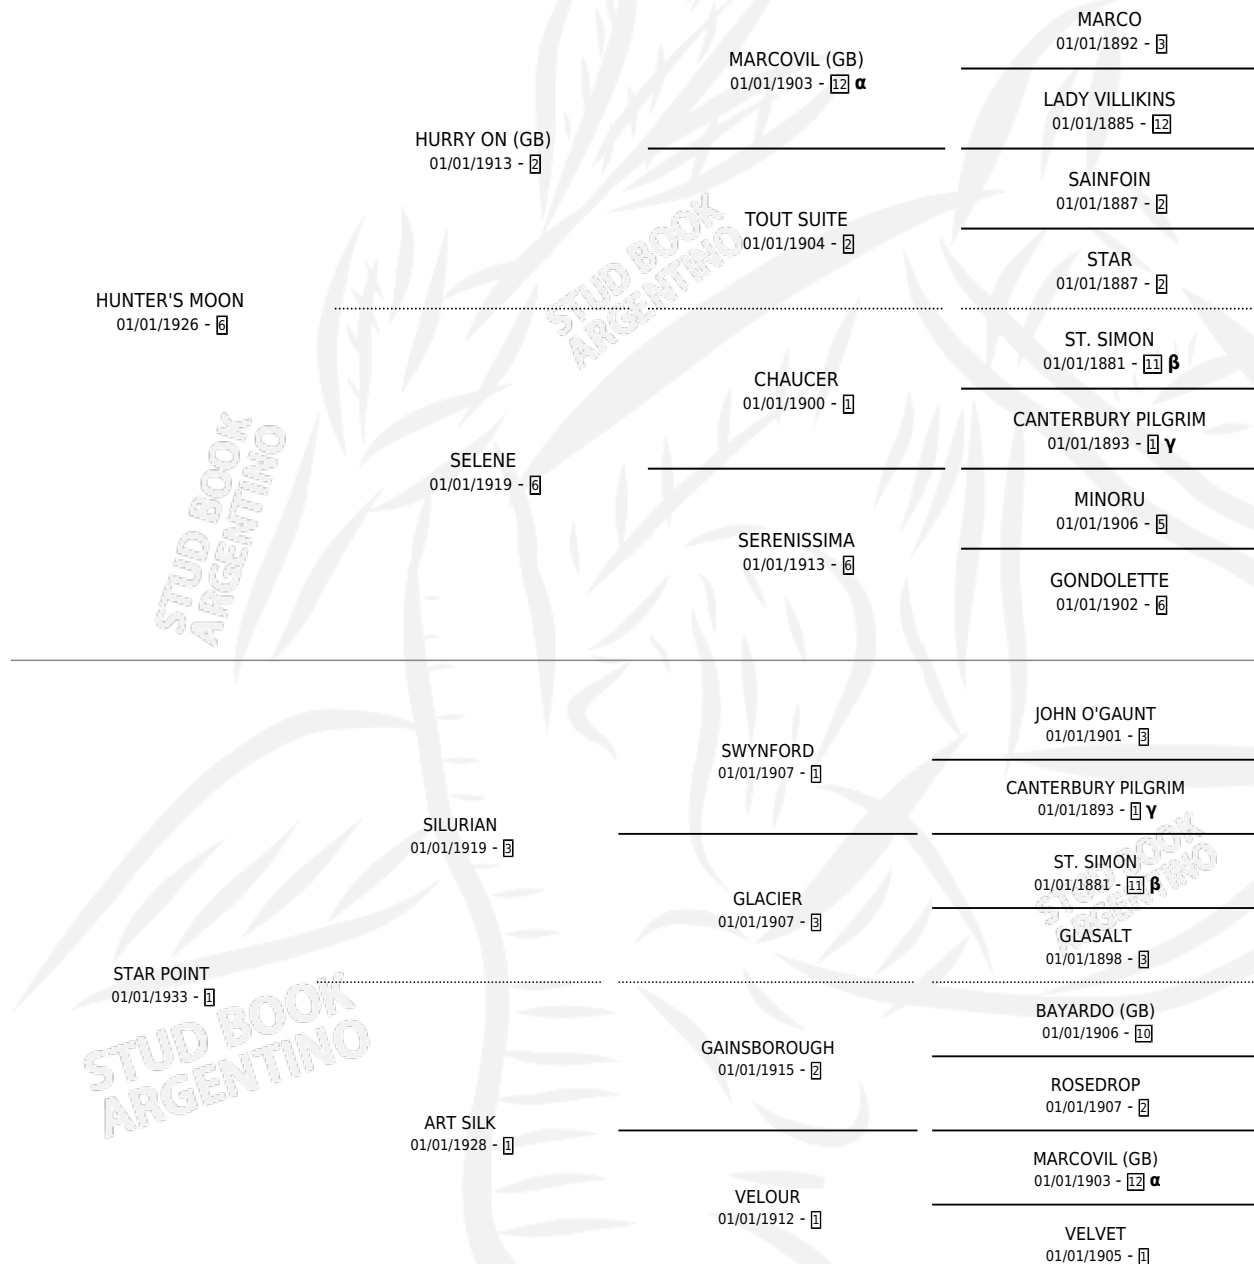 MARCO
01/01/1892 - 3
MARCOVIL (GB)
01/01/1903 - 12 α
LADY VILLIKINS
01/01/1885 - 12
HURRY ON (GB)
01/01/1913 - 2
SAINFOIN
01/01/1887 - 2
TOUT SUITE
01/01/1904 - 2
STAR
01/01/1887 - 2
HUNTER'S MOON
01/01/1926 - 6
ST. SIMON
01/01/1881 - 11 β
CHAUCER
01/01/1900 - 1
CANTERBURY PILGRIM
01/01/1893 - 1 γ
SELENE
01/01/1919 - 6
MINORU
01/01/1906 - 5
SERENISSIMA
01/01/1913 - 6
GONDOLETTE
01/01/1902 - 6
JOHN O'GAUNT
01/01/1901 - 3
SWYNFORD
01/01/1907 - 1
CANTERBURY PILGRIM
01/01/1893 - 1 γ
SILURIAN
01/01/1919 - 3
ST. SIMON
01/01/1881 - 11 β
GLACIER
01/01/1907 - 3
GLASALT
01/01/1898 - 3
STAR POINT
01/01/1933 - 1
BAYARDO (GB)
01/01/1906 - 10
GAINSBOROUGH
01/01/1915 - 2
ROSEDROP
01/01/1907 - 2
ART SILK
01/01/1928 - 1
MARCOVIL (GB)
01/01/1903 - 12 α
VELOUR
01/01/1912 - 1
VELVET
01/01/1905 - 1
STUD BOOK
ARGENTINO
STUD BOOK
ARGENTINO
STUD BOOK
ARGENTINO
STUD BOOK
ARGENTINO